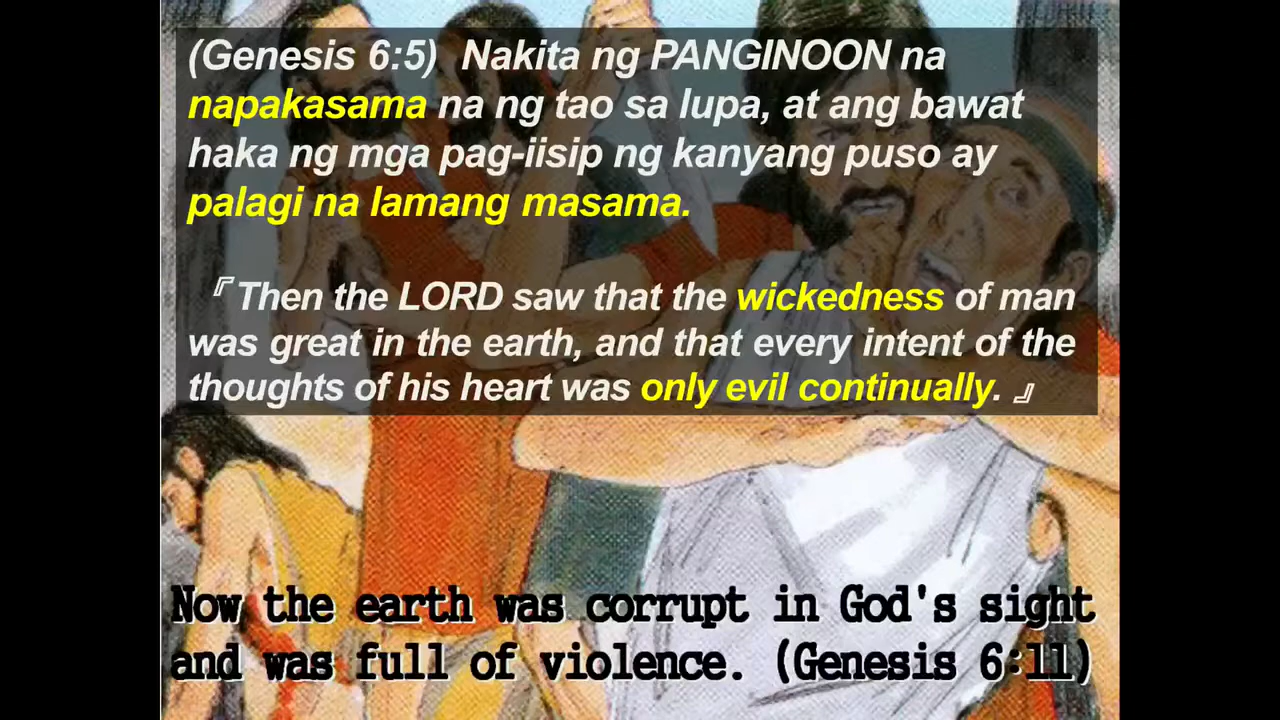 (Genesis 6:5) Nakita ng PANGINOON na
napakasama na ng tao sa lupa, at ang bawat
haka ng mga pag-iisip ng kanyang puso ay
palagi na lamang masama.
『Then the LORD saw that the wickedness of man
was great in the earth, and that every intent of the
thoughts of his heart was only evil continually. 』
Now the earth was corrupt in God's sight
and was full of violence. (Genesis 6:11)